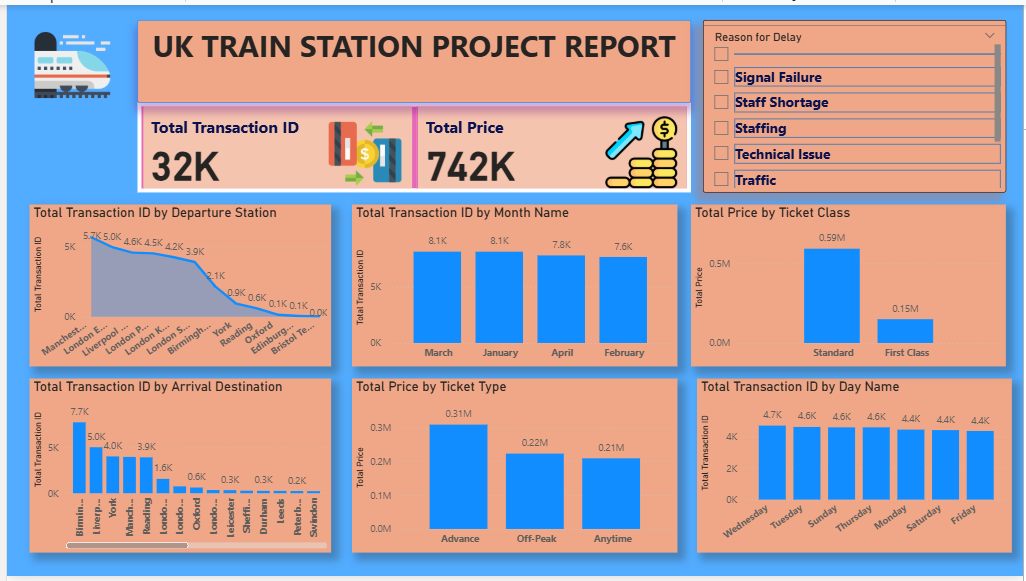 UK TRAIN STATION PROJECT REPORT
Reason for Delay
Signal Failure
Staff Shortage
Staffing
Technical Issue
Traffic
Total Transaction ID
32K
Total Price
742K
Total Transaction ID by Departure Station
Total Transaction ID
5K
0K
5.7K 5.0K 4.6K 4.5K 4.2K 3.9K 2.1K 0.9K 0.6K 0.1K 0.1K 0.0K
Manchest... London E... Liverpool ... London P... London K... London S... Birmingh... York Reading Oxford Edinburg... Bristol Te...
Total Transaction ID by Month Name
Total Transaction ID
5K
0K
8.1K 8.1K 7.8K 7.6K
March January April February
Total Price by Ticket Class
Total Price
0.5M
0.0M
0.59M 0.15M
Standard First Class
Total Transaction ID by Arrival Destination
Total Transaction ID
5K
0K
7.7K 5.0K 4.0K 3.9K 1.6K 0.6K 0.3K 0.3K 0.2K
Birmin... Liverp... York Manch... Reading Londo... Londo... Oxford Londo... Leicester Sheffi... Durham Leeds Peterb... Swindon
Total Price by Ticket Type
Total Price
0.3M
0.2M
0.1M
0.0M
0.31M 0.22M 0.21M
Advance Off-Peak Anytime
Total Transaction ID by Day Name
Total Transaction ID
4K
2K
0K
4.7K 4.6K 4.6K 4.6K 4.4K 4.4K 4.4K
Wednesday Tuesday Sunday Thursday Monday Saturday Friday